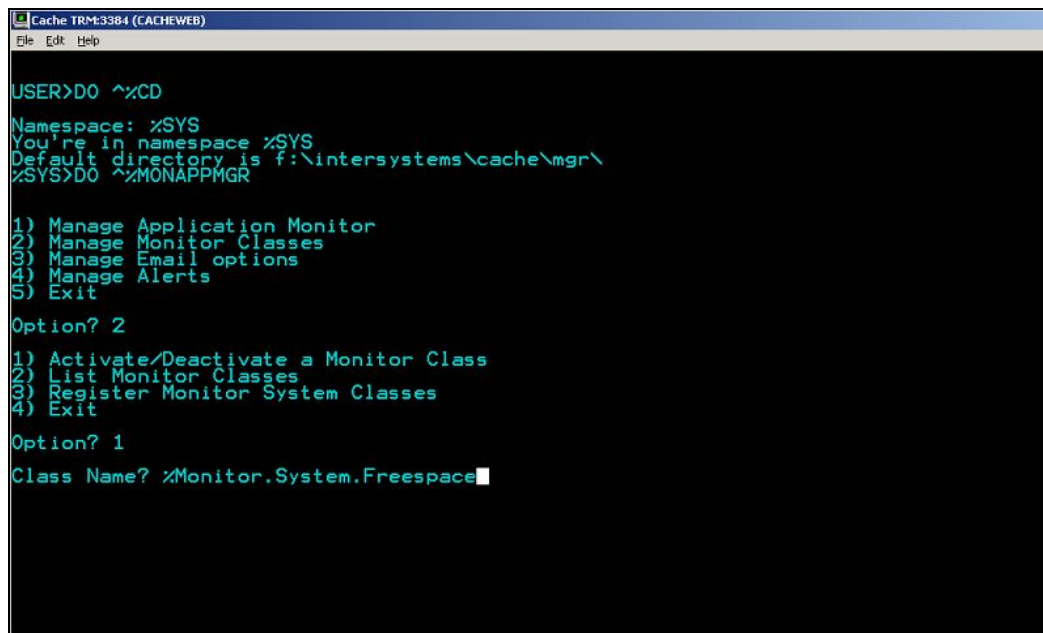 Cache TRM:3384 (CACHEWEB)
File Edit Help
USER>DO ^%CD
Namespace: %SYS
You're in namespace %SYS
Default directory is f:\intersystems\cache\mgr\
%SYS>DO ^%MONAPPMGR
1) Manage Application Monitor
2) Manage Monitor Classes
3) Manage Email options
4) Manage Alerts
5) Exit
Option? 2
1) Activate/Deactivate a Monitor Class
2) List Monitor Classes
3) Register Monitor System Classes
4) Exit
Option? 1
Class Name? %Monitor.System.Freespace